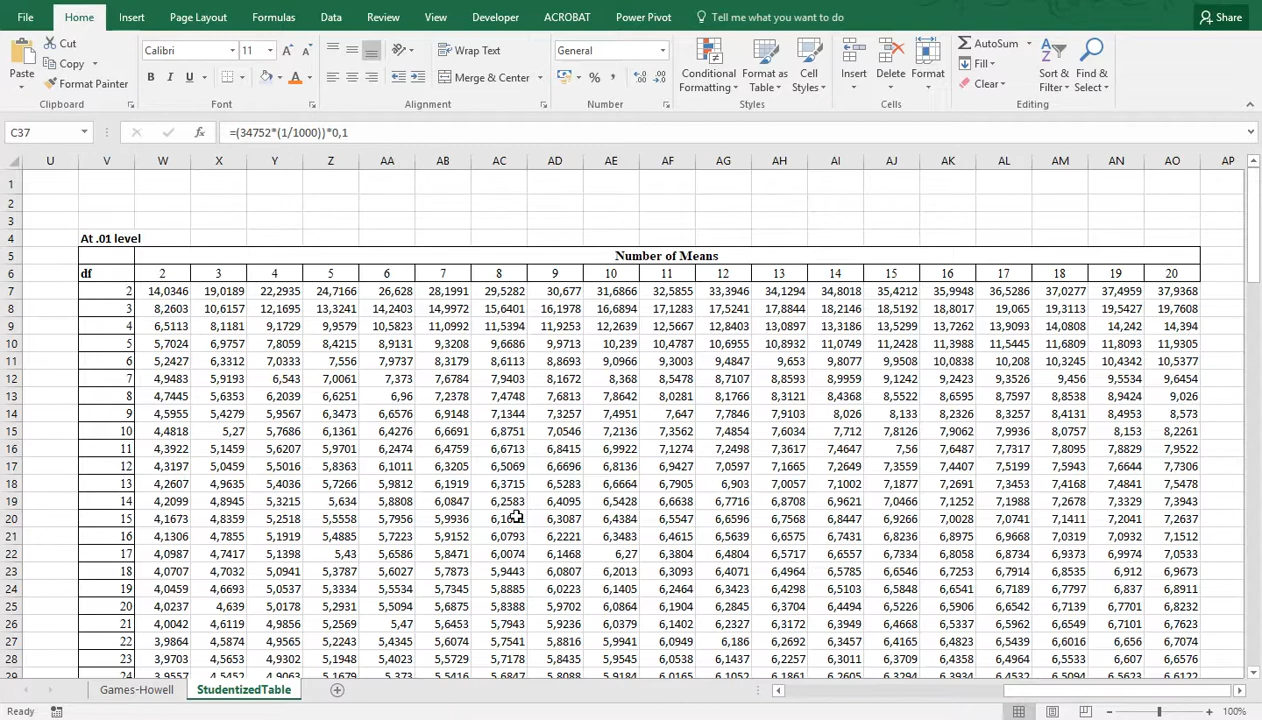 File Home Insert Page Layout Formulas Data Review View Developer ACROBAT Power Pivot Tell me what you want to do Share
Cut
Copy
Format Painter
Paste
Clipboard
Calibri 11
B I U
Font
Wrap Text
Merge & Center
Alignment
General
Number
Conditional Formatting
Format as Table
Cell Styles
Styles
Insert Delete Format
Cells
AutoSum
Fill
Clear
Sort & Filter
Find & Select
Editing
C37 fx =(34752*(1/1000))*0,1
U V W X Y Z AA AB AC AD AE AF AG AH AI AJ AK AL AM AN AO AP
1
2
3
4 At .01 level
5 Number of Means
6 df 2 3 4 5 6 7 8 9 10 11 12 13 14 15 16 17 18 19 20
7 2 14,0346 19,0189 22,2935 24,7166 26,628 28,1991 29,5282 30,677 31,6866 32,5855 33,3946 34,1294 34,8018 35,4212 35,9948 36,5286 37,0277 37,4959 37,9368
8 3 8,2603 10,6157 12,1695 13,3241 14,2403 14,9972 15,6401 16,1978 16,6894 17,1283 17,5241 17,8844 18,2146 18,5192 18,8017 19,065 19,3113 19,5427 19,7608
9 4 6,5113 8,1181 9,1729 9,9579 10,5823 11,0992 11,5394 11,9253 12,2639 12,5667 12,8403 13,0897 13,3186 13,5299 13,7262 13,9093 14,0808 14,242 14,394
10 5 5,7024 6,9757 7,8059 8,4215 8,9131 9,3208 9,6686 9,9713 10,239 10,4787 10,6955 10,8932 11,0749 11,2428 11,3988 11,5445 11,6809 11,8093 11,9305
11 6 5,2427 6,3312 7,0333 7,556 7,9737 8,3179 8,6113 8,8693 9,0966 9,3003 9,4847 9,653 9,8077 9,9508 10,0838 10,208 10,3245 10,4342 10,5377
12 7 4,9483 5,9193 6,543 7,0061 7,373 7,6784 7,9403 8,1672 8,368 8,5478 8,7107 8,8593 8,9959 9,1242 9,2423 9,3526 9,456 9,5534 9,6454
13 8 4,7445 5,6353 6,2039 6,6251 6,96 7,2378 7,4748 7,6813 7,8642 8,0281 8,1766 8,3121 8,4368 8,5522 8,6595 8,7597 8,8538 8,9424 9,026
14 9 4,5955 5,4279 5,9567 6,3473 6,6576 6,9148 7,1344 7,3257 7,4951 7,647 7,7846 7,9103 8,026 8,133 8,2326 8,3257 8,4131 8,4953 8,573
15 10 4,4818 5,27 5,7686 6,1361 6,4276 6,6691 6,8751 7,0546 7,2136 7,3562 7,4854 7,6034 7,712 7,8126 7,9062 7,9936 8,0757 8,153 8,2261
16 11 4,3922 5,1459 5,6207 5,9701 6,2474 6,4759 6,6713 6,8415 6,9922 7,1274 7,2498 7,3617 7,4647 7,56 7,6487 7,7317 7,8095 7,8829 7,9522
17 12 4,3197 5,0459 5,5016 5,8363 6,1011 6,3205 6,5069 6,6696 6,8136 6,9427 7,0597 7,1665 7,2649 7,3559 7,4407 7,5199 7,5943 7,6643 7,7306
18 13 4,2607 4,9635 5,4036 5,7266 5,9812 6,1919 6,3715 6,5283 6,6664 6,7905 6,903 7,0057 7,1002 7,1877 7,2691 7,3453 7,4168 7,4841 7,5478
19 14 4,2099 4,8945 5,3215 5,634 5,8808 6,0847 6,2583 6,4095 6,5428 6,6638 6,7716 6,8708 6,9621 7,0466 7,1252 7,1988 7,2678 7,3329 7,3943
20 15 4,1673 4,8359 5,2518 5,5558 5,7956 5,9936 6,3087 6,4384 6,5547 6,6596 6,7568 6,8447 6,9266 7,0028 7,0741 7,1411 7,2041 7,2637
21 16 4,1306 4,7855 5,1919 5,4885 5,7223 5,9152 6,0793 6,2221 6,3483 6,4615 6,5639 6,6575 6,7431 6,8236 6,8975 6,9668 7,0319 7,0932 7,1512
22 17 4,0987 4,7417 5,1398 5,43 5,6586 5,8471 6,0074 6,1468 6,27 6,3804 6,4804 6,5717 6,6557 6,7335 6,8058 6,8734 6,9373 6,9974 7,0533
23 18 4,0707 4,7032 5,0941 5,3787 5,6027 5,7873 5,9443 6,0807 6,2013 6,3093 6,4071 6,4964 6,5785 6,6546 6,7253 6,7914 6,8535 6,912 6,9673
24 19 4,0459 4,6693 5,0537 5,3334 5,5534 5,7345 5,8885 6,0223 6,1405 6,2464 6,3423 6,4298 6,5103 6,5848 6,6541 6,7189 6,7797 6,837 6,8911
25 20 4,0237 4,639 5,0178 5,2931 5,5094 5,6875 5,8388 5,9702 6,0864 6,1904 6,2845 6,3704 6,4494 6,5226 6,5906 6,6542 6,7139 6,7701 6,8232
26 21 4,0042 4,6119 4,9856 5,2569 5,47 5,6453 5,7943 5,9236 6,0379 6,1402 6,2327 6,3172 6,3949 6,4668 6,5337 6,5962 6,6549 6,7101 6,7623
27 22 3,9864 4,5874 4,9565 5,2243 5,4345 5,6074 5,7541 5,8816 5,9941 6,0949 6,186 6,2692 6,3457 6,4165 6,4823 6,5439 6,6016 6,656 6,7074
28 23 3,9703 4,5653 4,9302 5,1948 5,4023 5,5729 5,7178 5,8435 5,9545 6,0538 6,1437 6,2257 6,3011 6,3709 6,4358 6,4964 6,5533 6,607 6,6576
Games-Howell StudentizedTable
Ready 100%